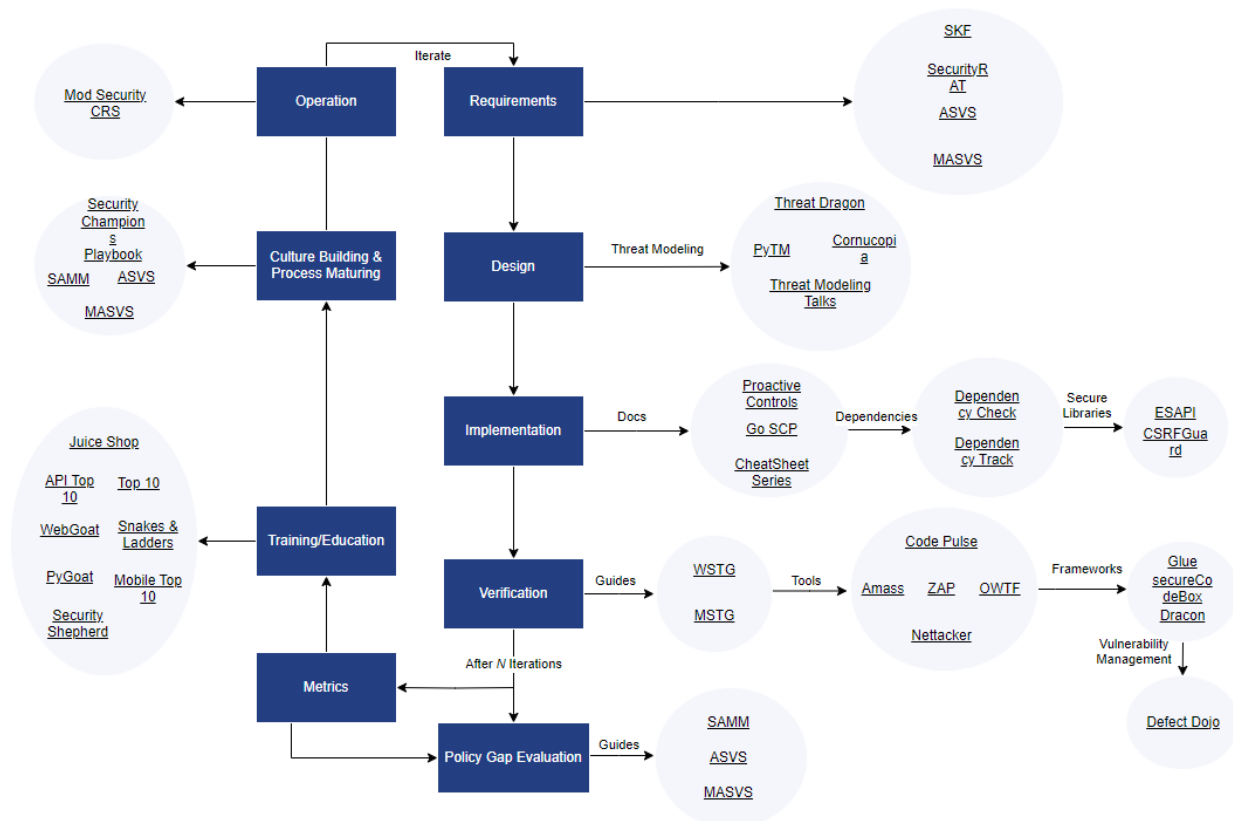 Iterate
SKF
Mod Security
CRS
Operation
Requirements
SecurityR
AT
ASVS
MASVS
Security
Champion
s
Playbook
SAMM
ASVS
MASVS
Culture Building &
Process Maturing
Design
Threat Modeling
Threat Dragon
PyTM
Cornucopi
a
Threat Modeling
Talks
Implementation
Docs
Proactive
Controls
Go SCP
CheatSheet
Series
Dependencies
Dependen
cy Check
Dependen
cy Track
Secure
Libraries
ESAPI
CSRFGua
rd
Juice Shop
API Top
10
Top 10
WebGoat
Snakes &
Ladders
PyGoat
Mobile Top
10
Security
Shepherd
Training/Education
Verification
Guides
WSTG
MSTG
Tools
Code Pulse
Amass
ZAP
OWTF
Nettacker
Frameworks
Glue
secureCo
deBox
Dracon
Vulnerability
Management
Defect Dojo
After N Iterations
Metrics
Policy Gap Evaluation
Guides
SAMM
ASVS
MASVS